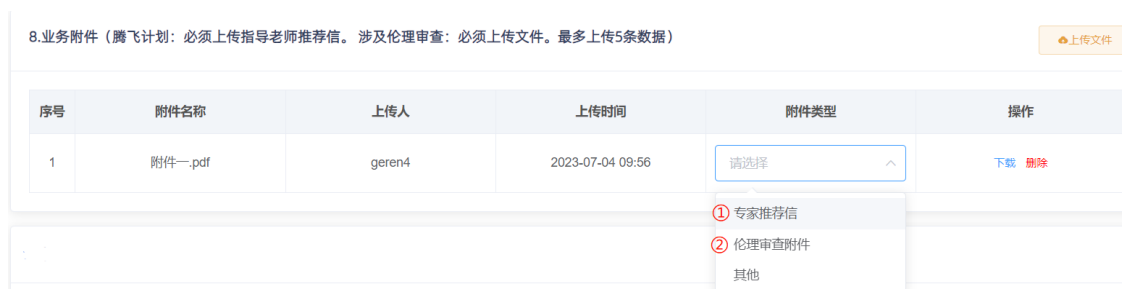 8.业务附件（腾飞计划：必须上传指导老师推荐信。 涉及伦理审查：必须上传文件。最多上传5条数据）
上传文件
序号 附件名称 上传人 上传时间 附件类型 操作
1 附件一.pdf geren4 2023-07-04 09:56 请选择 下载 删除
① 专家推荐信
② 伦理审查附件
其他